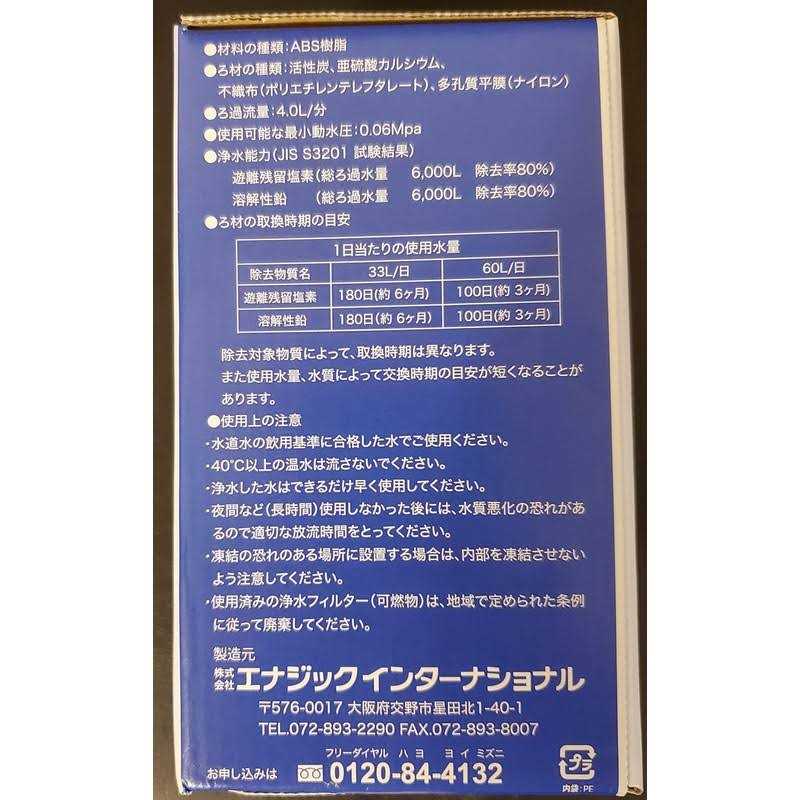 ●材料の種類：ABS樹脂
●ろ材の種類：活性炭、亜硫酸カルシウム、
不織布（ポリエチレンテレフタレート）、多孔質平膜（ナイロン）
●ろ過流量：4.0L/分
●使用可能な最小動水圧：0.06Mpa
●浄水能力（JIS S3201 試験結果）
遊離残留塩素（総ろ過水量 6,000L 除去率80%）
溶解性鉛 （総ろ過水量 6,000L 除去率80%）
●ろ材の取換時期の目安
1日当たりの使用水量
除去物質名 33L/日 60L/日
遊離残留塩素 180日(約 6ヶ月) 100日(約 3ヶ月)
溶解性鉛 180日(約 6ヶ月) 100日(約 3ヶ月)
除去対象物質によって、取換時期は異なります。
また使用水量、水質によって交換時期の目安が短くなることが
あります。
●使用上の注意
・水道水の飲用基準に合格した水でご使用ください。
・40℃以上の温水は流さないでください。
・浄水した水はできるだけ早く使用してください。
・夜間など（長時間）使用しなかった後には、水質悪化の恐れがあ
るので適切な放流時間をとってください。
・凍結の恐れのある場所に設置する場合は、内部を凍結させない
よう注意してください。
・使用済みの浄水フィルター（可燃物）は、地域で定められた条例
に従って廃棄してください。
製造元
株式会社 エナジックインターナショナル
〒576-0017 大阪府交野市星田北1-40-1
TEL.072-893-2290 FAX.072-893-8007
フリーダイヤル ハ ヨ ヨ イ ミズニ
お申し込みは 0120-84-4132
プラ
内袋：PE